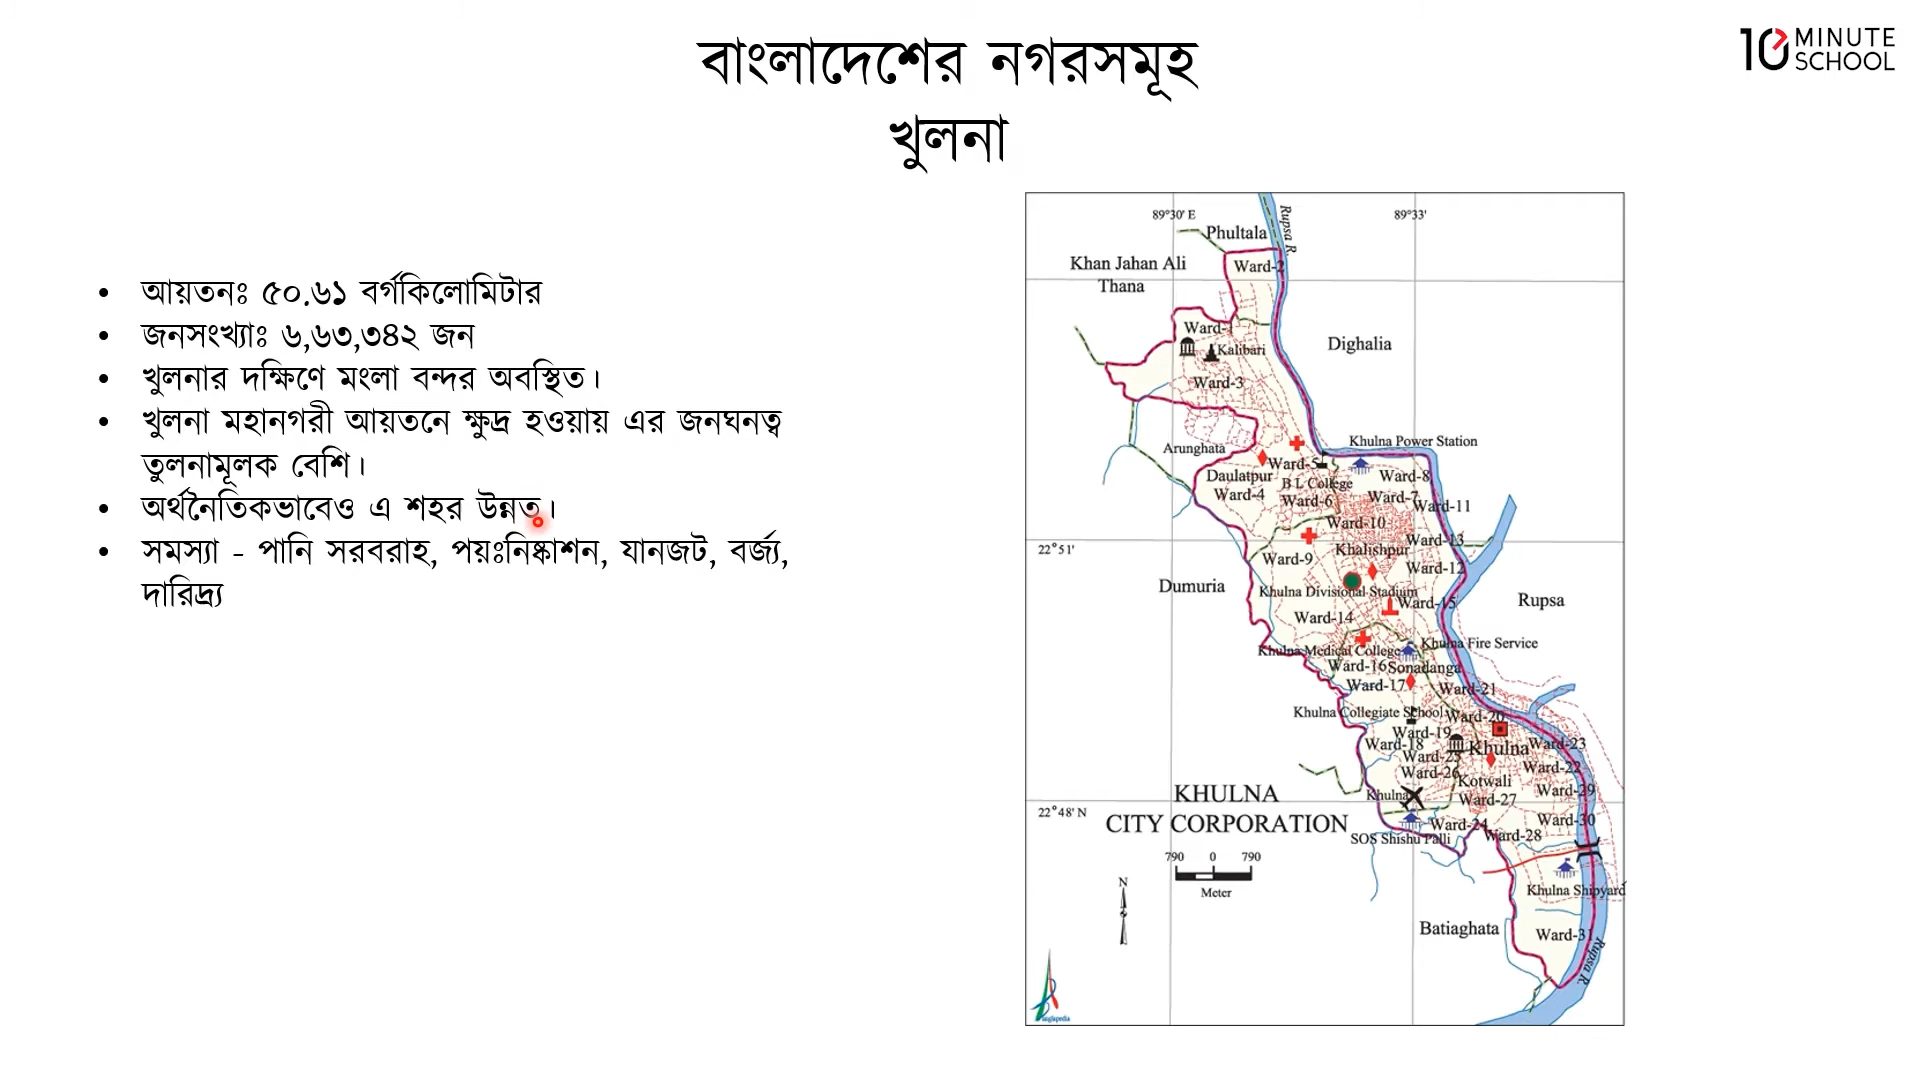 বাংলাদেশের নগরসমূহ
খুলনা
10 MINUTE SCHOOL
• আয়তনঃ ৫০.৬১ বর্গকিলোমিটার
• জনসংখ্যাঃ ৬,৬৩,৩৪২ জন
• খুলনার দক্ষিণে মংলা বন্দর অবস্থিত।
• খুলনা মহানগরী আয়তনে ক্ষুদ্র হওয়ায় এর জনঘনত্ব
তুলনামূলক বেশি।
• অর্থনৈতিকভাবেও এ শহর উন্নত।
• সমস্যা - পানি সরবরাহ, পয়ঃনিষ্কাশন, যানজট, বর্জ্য,
দারিদ্র্য
89°30' E
89°33'
Rupsa R.
Phultala
Khan Jahan Ali
Thana
Ward-2
Ward-1
Kalibari
Dighalia
Ward-3
Khulna Power Station
Arunghata
Ward-5
Daulatpur
B L College
Ward-8
Ward-4
Ward-6
Ward-7
Ward-11
Ward-10
22°51'
Ward-13
Khalishpur
Ward-9
Ward-12
Dumuria
Khulna Divisional Stadium
Ward-15
Rupsa
Ward-14
Khulna Fire Service
Khulna Medical College
Ward-16
Sonadanga
Ward-17
Ward-21
Khulna Collegiate School
Ward-20
Ward-19
Ward-18
Khulna
Ward-23
Ward-25
Ward-22
Ward-26
Kotwali
Ward-29
Khulna
Ward-27
KHULNA
CITY CORPORATION
22°48' N
Ward-24
Ward-30
SOS Shishu Palli
Ward-28
790 0 790
Meter
N
Khulna Shipyard
Batiaghata
Ward-31
Rupsa R.
anglapedia